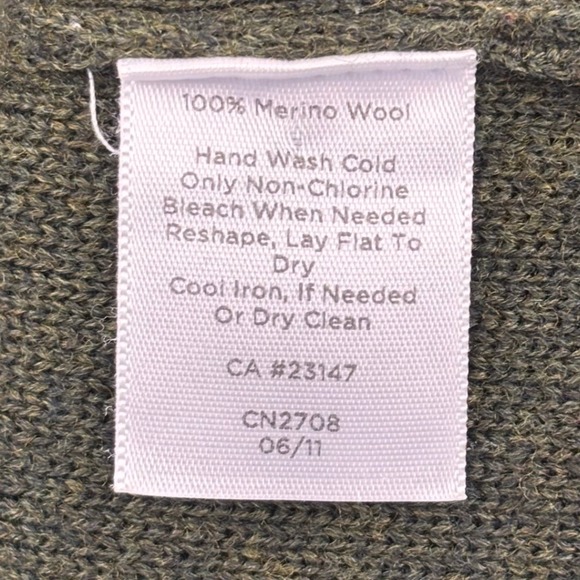 100% Merino Wool
Hand Wash Cold
Only Non-Chlorine
Bleach When Needed
Reshape, Lay Flat To
Dry
Cool Iron, If Needed
Or Dry Clean
CA #23147
CN2708
06/11